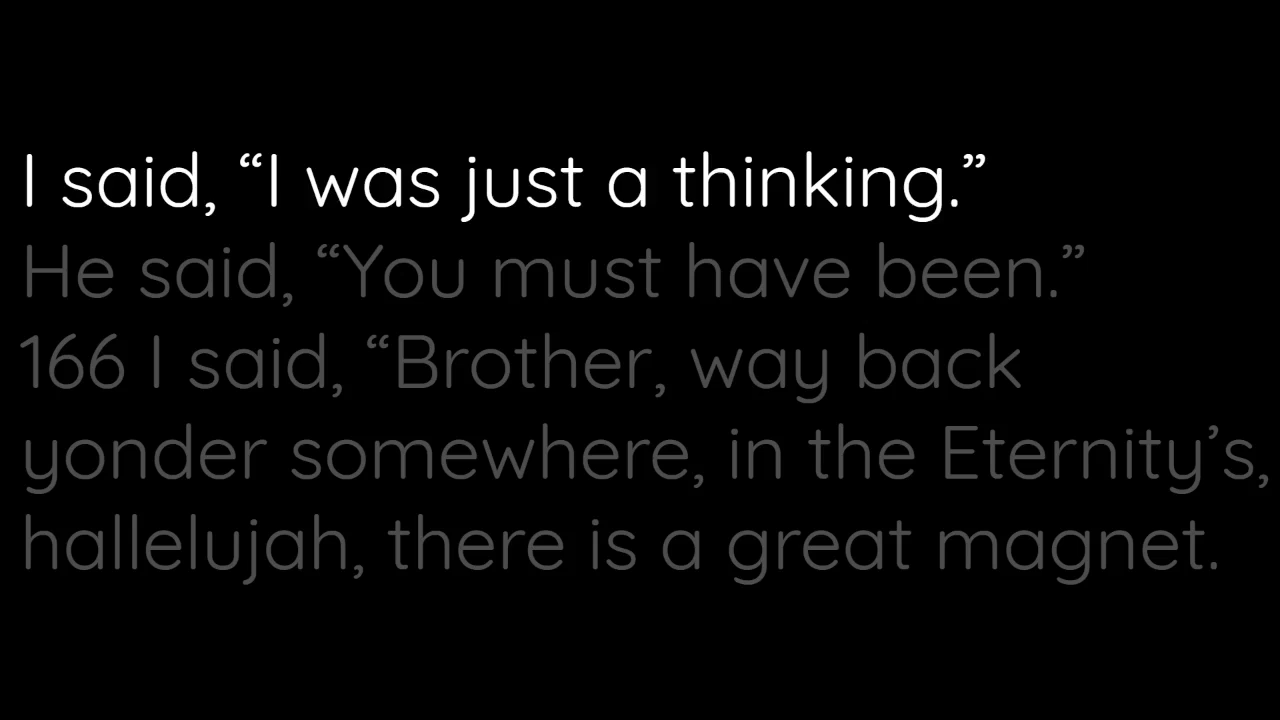 I said, “I was just a thinking.”
He said, “You must have been.”
166 I said, “Brother, way back
yonder somewhere, in the Eternity’s,
hallelujah, there is a great magnet.